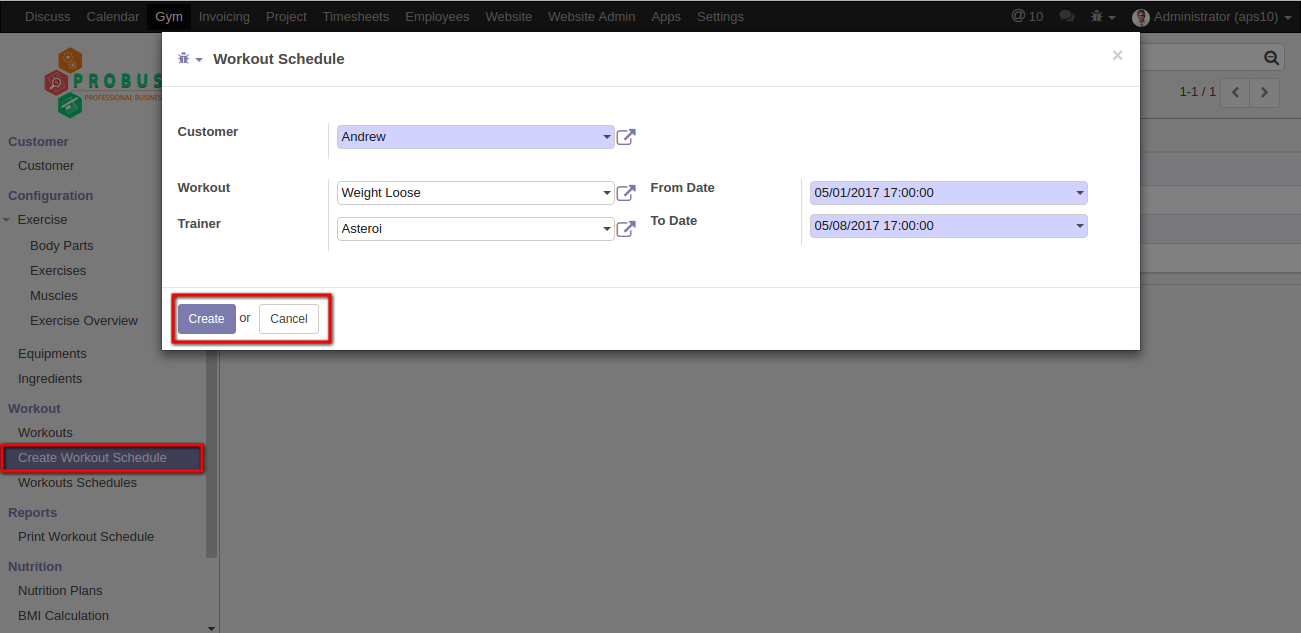 Discuss Calendar Gym Invoicing Project Timesheets Employees Website Website Admin Apps Settings @ 10 Administrator (aps10)
PROBUS
PROFESSIONAL BUSINES
Workout Schedule ×
1-1 / 1
Customer Andrew
Workout Weight Loose From Date 05/01/2017 17:00:00
Trainer Asteroi To Date 05/08/2017 17:00:00
Create or Cancel
Customer
Customer
Configuration
Exercise
Body Parts
Exercises
Muscles
Exercise Overview
Equipments
Ingredients
Workout
Workouts
Create Workout Schedule
Workouts Schedules
Reports
Print Workout Schedule
Nutrition
Nutrition Plans
BMI Calculation